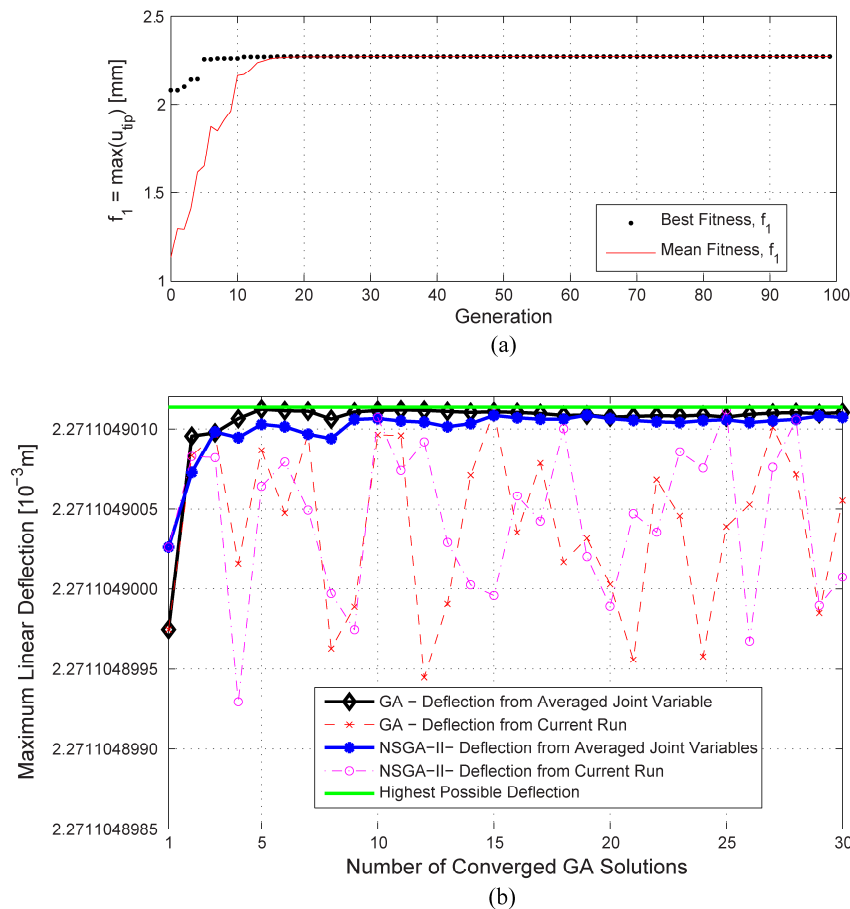 2.5
2
1.5
1
f1 = max(utip) [mm]
Best Fitness, f1
Mean Fitness, f1
0 10 20 30 40 50 60 70 80 90 100
Generation
(a)
2.2711049010
2.2711049005
2.2711049000
2.2711048995
2.2711048990
2.2711048985
Maximum Linear Deflection [10−3m]
GA − Deflection from Averaged Joint Variable
GA − Deflection from Current Run
NSGA−II− Deflection from Averaged Joint Variables
NSGA−II − Deflection from Current Run
Highest Possible Deflection
1 5 10 15 20 25 30
Number of Converged GA Solutions
(b)